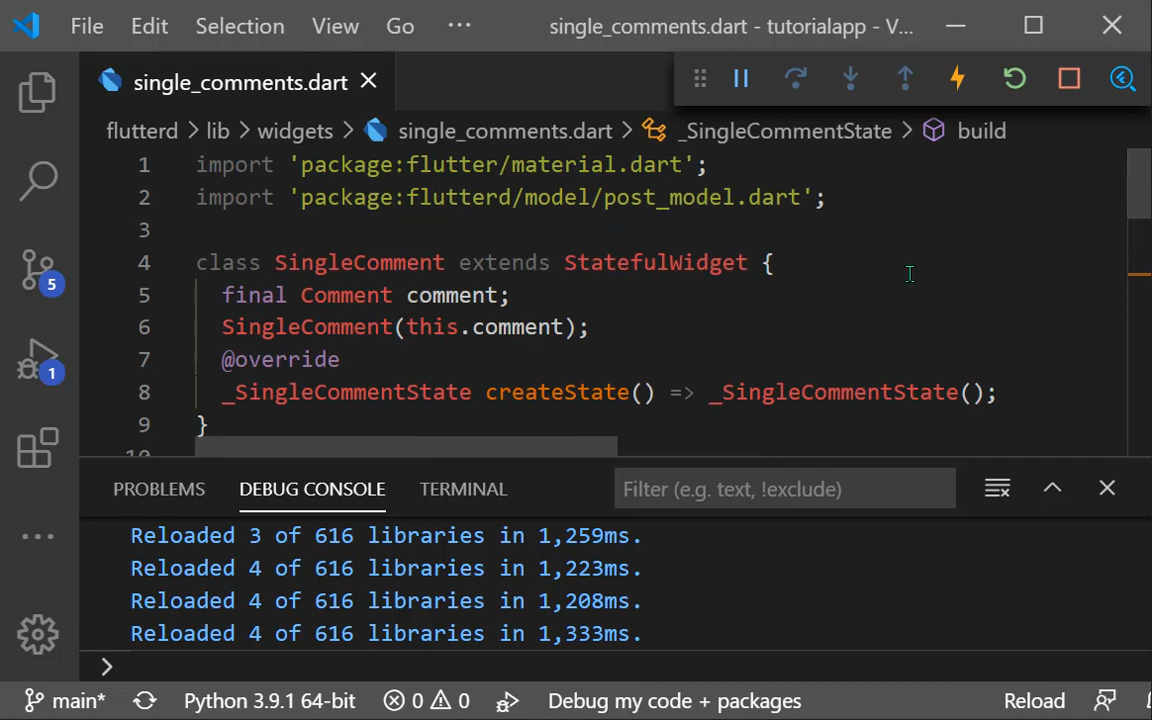 File Edit Selection View Go ··· single_comments.dart - tutorialapp - V...
single_comments.dart
flutterd > lib > widgets > single_comments.dart > _SingleCommentState > build
1 import 'package:flutter/material.dart';
2 import 'package:flutterd/model/post_model.dart';
3
4 class SingleComment extends StatefulWidget {
5 final Comment comment;
6 SingleComment(this.comment);
7 @override
8 _SingleCommentState createState() => _SingleCommentState();
9 }
10
5
1
PROBLEMS DEBUG CONSOLE TERMINAL Filter (e.g. text, !exclude)
Reloaded 3 of 616 libraries in 1,259ms.
Reloaded 4 of 616 libraries in 1,223ms.
Reloaded 4 of 616 libraries in 1,208ms.
Reloaded 4 of 616 libraries in 1,333ms.
>
main* Python 3.9.1 64-bit 0 0 Debug my code + packages Reload